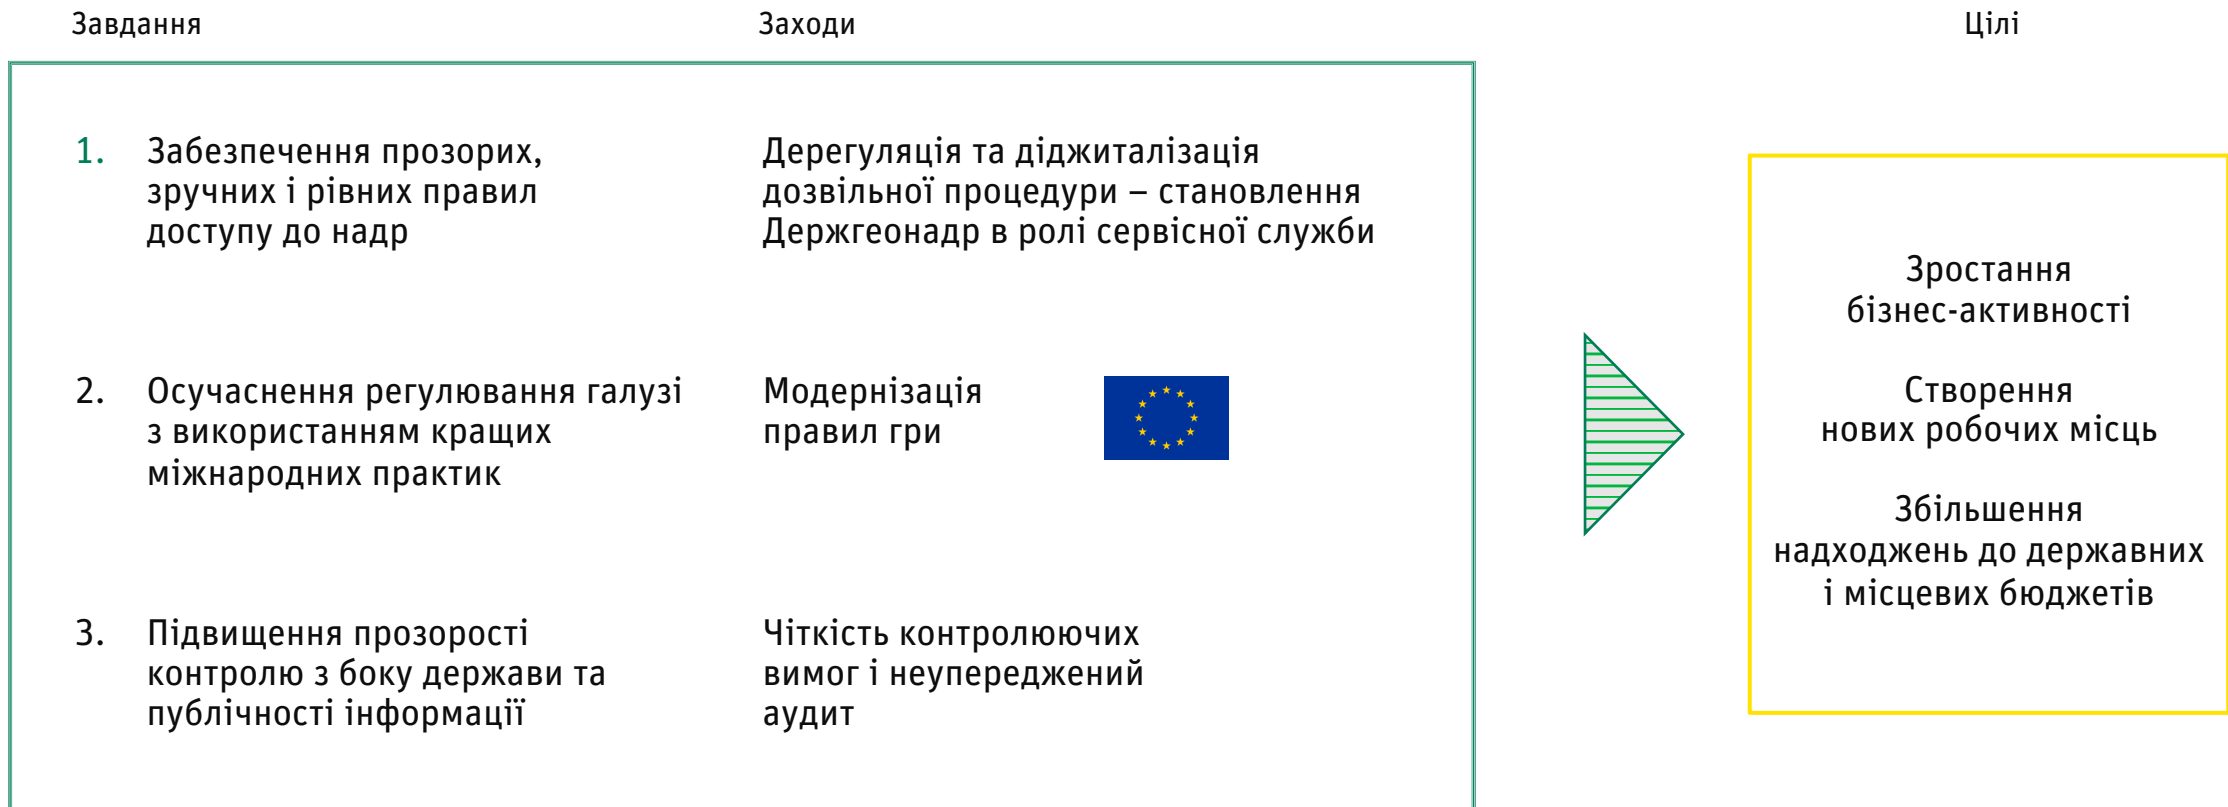 Завдання
Заходи
Цілі
1. Забезпечення прозорих,
зручних і рівних правил
доступу до надр
Дерегуляція та діджиталізація
дозвільної процедури – становлення
Держгеонадр в ролі сервісної служби
2. Осучаснення регулювання галузі
з використанням кращих
міжнародних практик
Модернізація
правил гри
3. Підвищення прозорості
контролю з боку держави та
публічності інформації
Чіткість контролюючих
вимог і неупереджений
аудит
Зростання
бізнес-активності
Створення
нових робочих місць
Збільшення
надходжень до державних
і місцевих бюджетів